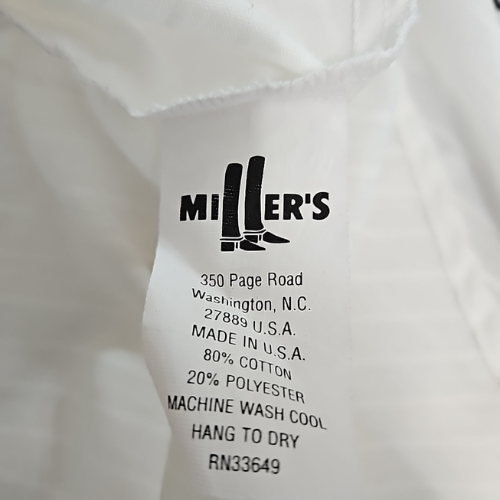 MILLER'S
350 Page Road
Washington, N.C.
27889 U.S.A.
MADE IN U.S.A.
80% COTTON
20% POLYESTER
MACHINE WASH COOL
HANG TO DRY
RN33649